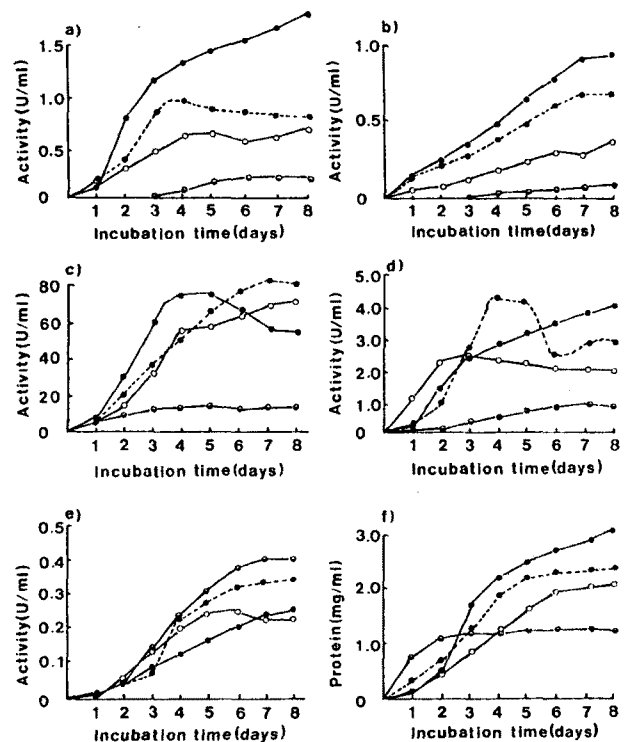 a)
Activity(U/ml)
1.5
1.0
0.5
0
1 2 3 4 5 6 7 8
Incubation time(days)
b)
Activity(U/ml)
1.0
0.5
0
1 2 3 4 5 6 7 8
Incubation time(days)
c)
Activity(U/ml)
80
60
40
20
0
1 2 3 4 5 6 7 8
Incubation time(days)
d)
Activity(U/ml)
5.0
4.0
3.0
2.0
1.0
0
1 2 3 4 5 6 7 8
Incubation time(days)
e)
Activity(U/ml)
0.5
0.4
0.3
0.2
0.1
0
1 2 3 4 5 6 7 8
Incubation time(days)
f)
Protein(mg/ml)
3.0
2.0
1.0
0
1 2 3 4 5 6 7 8
Incubation time(days)